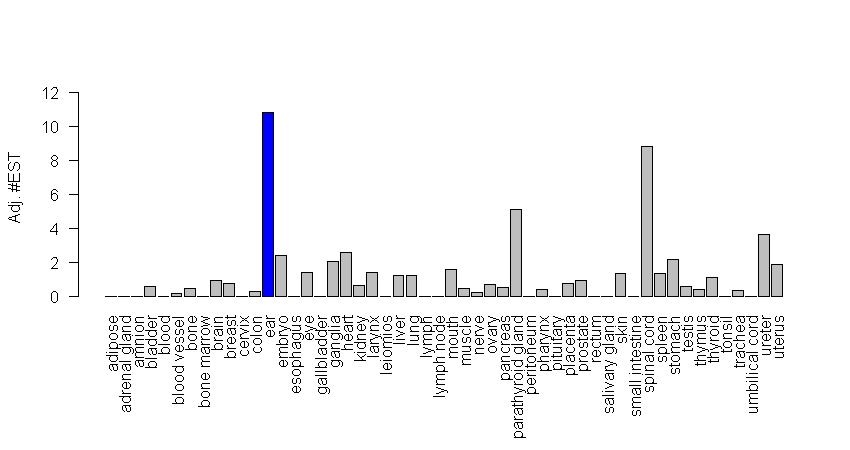 Adj. #EST
12
10
8
6
4
2
0
adipose
adrenal gland
amnion
bladder
blood
blood vessel
bone
bone marrow
brain
breast
cervix
colon
ear
embryo
esophagus
eye
gallbladder
ganglia
heart
kidney
larynx
leiomios
liver
lung
lymph
lymph node
mouth
muscle
nerve
ovary
pancreas
parathyroid gland
peritoneum
pharynx
pituitary
placenta
prostate
rectum
salivary gland
skin
small intestine
spinal cord
spleen
stomach
testis
thymus
thyroid
tonsil
trachea
umbilical cord
ureter
uterus